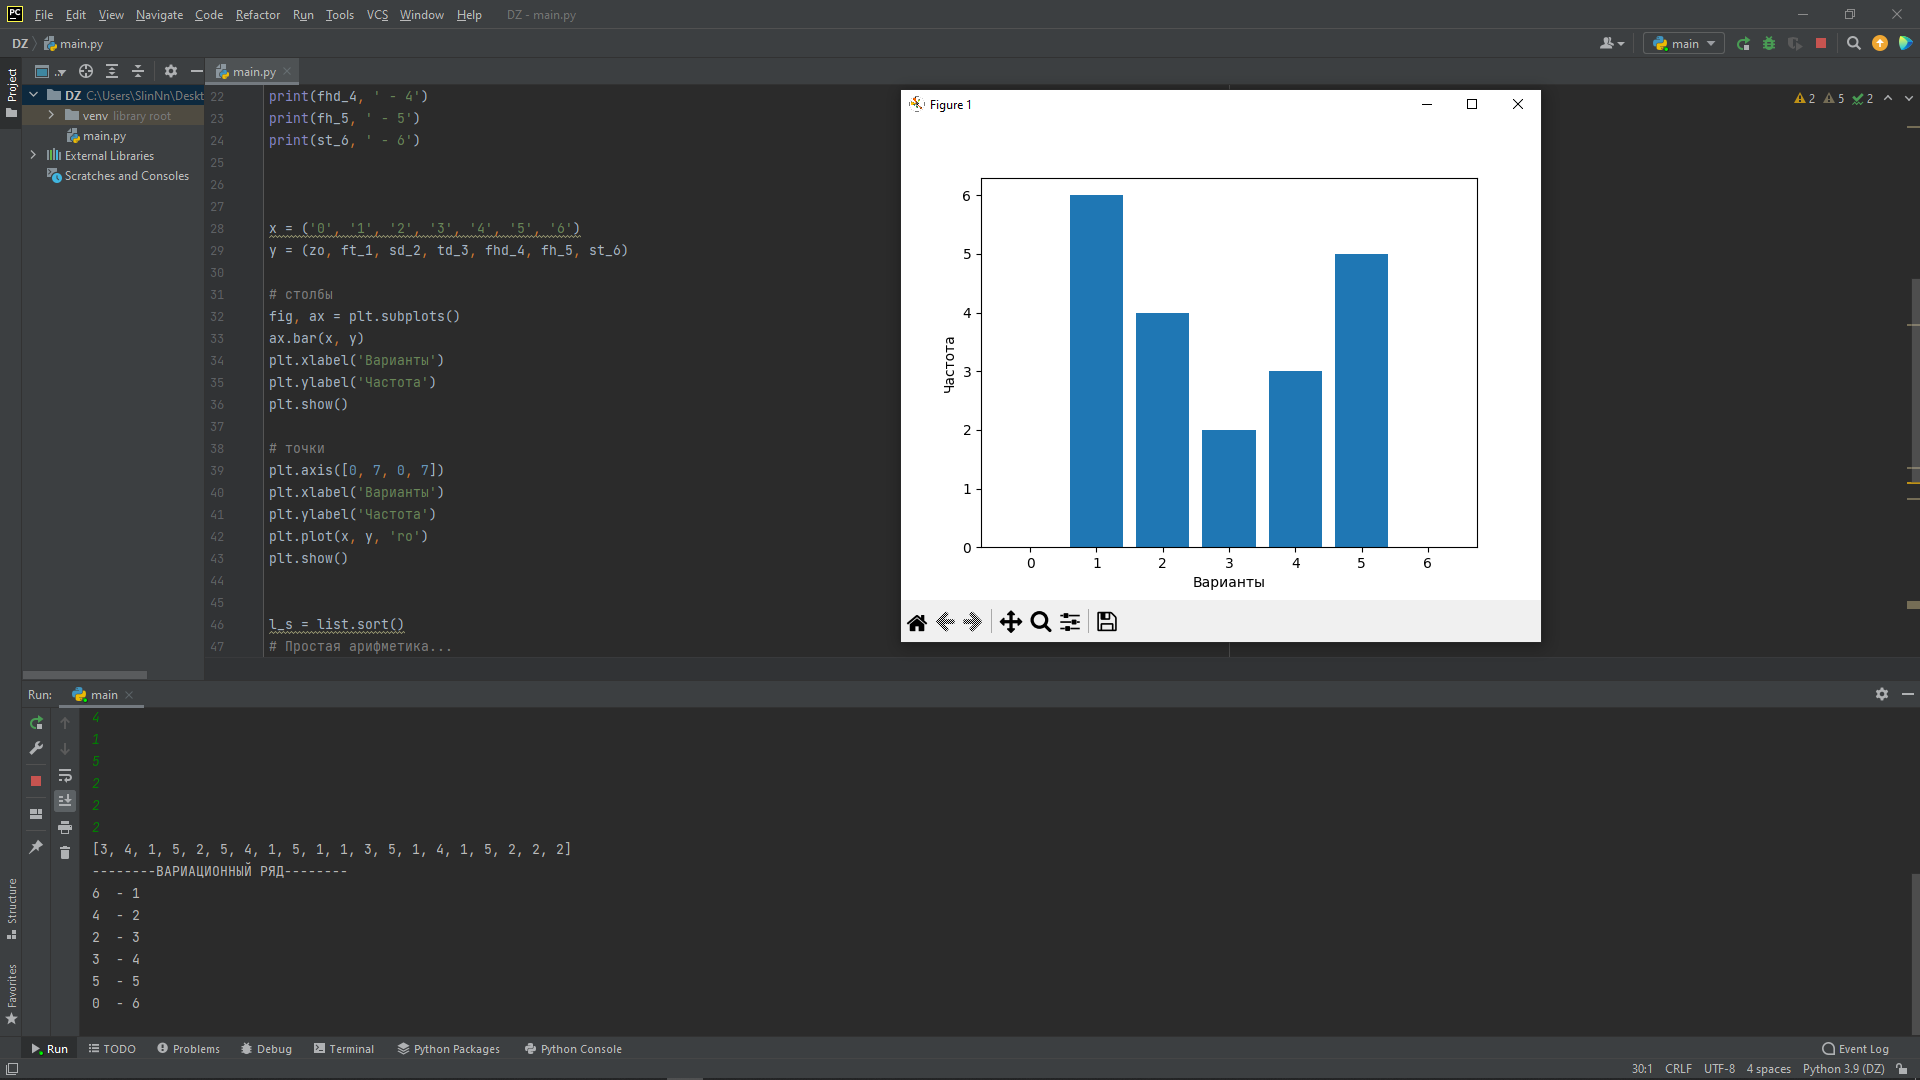 PC File Edit View Navigate Code Refactor Run Tools VCS Window Help DZ - main.py
DZ main.py
main
Project
main.py
DZ C:\Users\SlinNn\Deskt
venv library root
main.py
External Libraries
Scratches and Consoles
2 5 2
22 print(fhd_4, ' - 4')
23 print(fh_5, ' - 5')
24 print(st_6, ' - 6')
25
26
27
28 x = ('0', '1', '2', '3', '4', '5', '6')
29 y = (zo, ft_1, sd_2, td_3, fhd_4, fh_5, st_6)
30
31 # столбы
32 fig, ax = plt.subplots()
33 ax.bar(x, y)
34 plt.xlabel('Варианты')
35 plt.ylabel('Частота')
36 plt.show()
37
38 # точки
39 plt.axis([0, 7, 0, 7])
40 plt.xlabel('Варианты')
41 plt.ylabel('Частота')
42 plt.plot(x, y, 'ro')
43 plt.show()
44
45
46 l_s = list.sort()
47 # Простая арифметика...
Figure 1
6
5
4
3
2
1
0
Частота
0 1 2 3 4 5 6
Варианты
Run: main
4
1
5
2
2
2
[3, 4, 1, 5, 2, 5, 4, 1, 5, 1, 1, 3, 5, 1, 4, 1, 5, 2, 2, 2]
--------ВАРИАЦИОННЫЙ РЯД--------
6  - 1
4  - 2
2  - 3
3  - 4
5  - 5
0  - 6
Structure
Favorites
Run TODO Problems Debug Terminal Python Packages Python Console Event Log
30:1 CRLF UTF-8 4 spaces Python 3.9 (DZ)